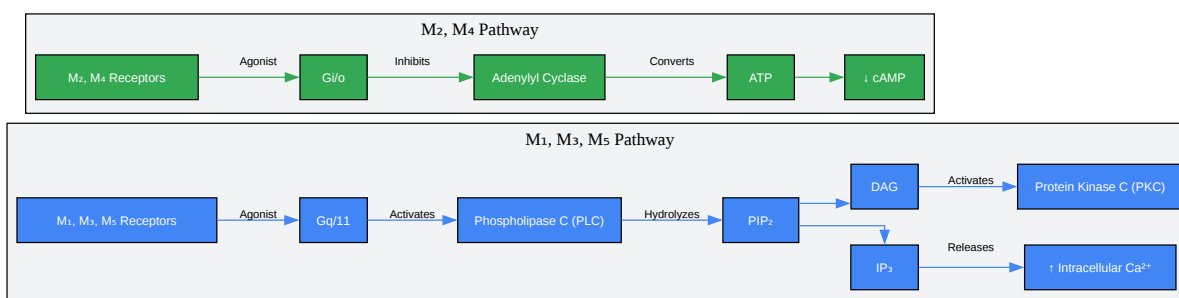 M₂, M₄ Pathway
M₂, M₄ Receptors
Agonist
Gi/o
Inhibits
Adenylyl Cyclase
Converts
ATP
↓ cAMP
M₁, M₃, M₅ Pathway
M₁, M₃, M₅ Receptors
Agonist
Gq/11
Activates
Phospholipase C (PLC)
Hydrolyzes
PIP₂
DAG
Activates
Protein Kinase C (PKC)
IP₃
Releases
↑ Intracellular Ca²⁺